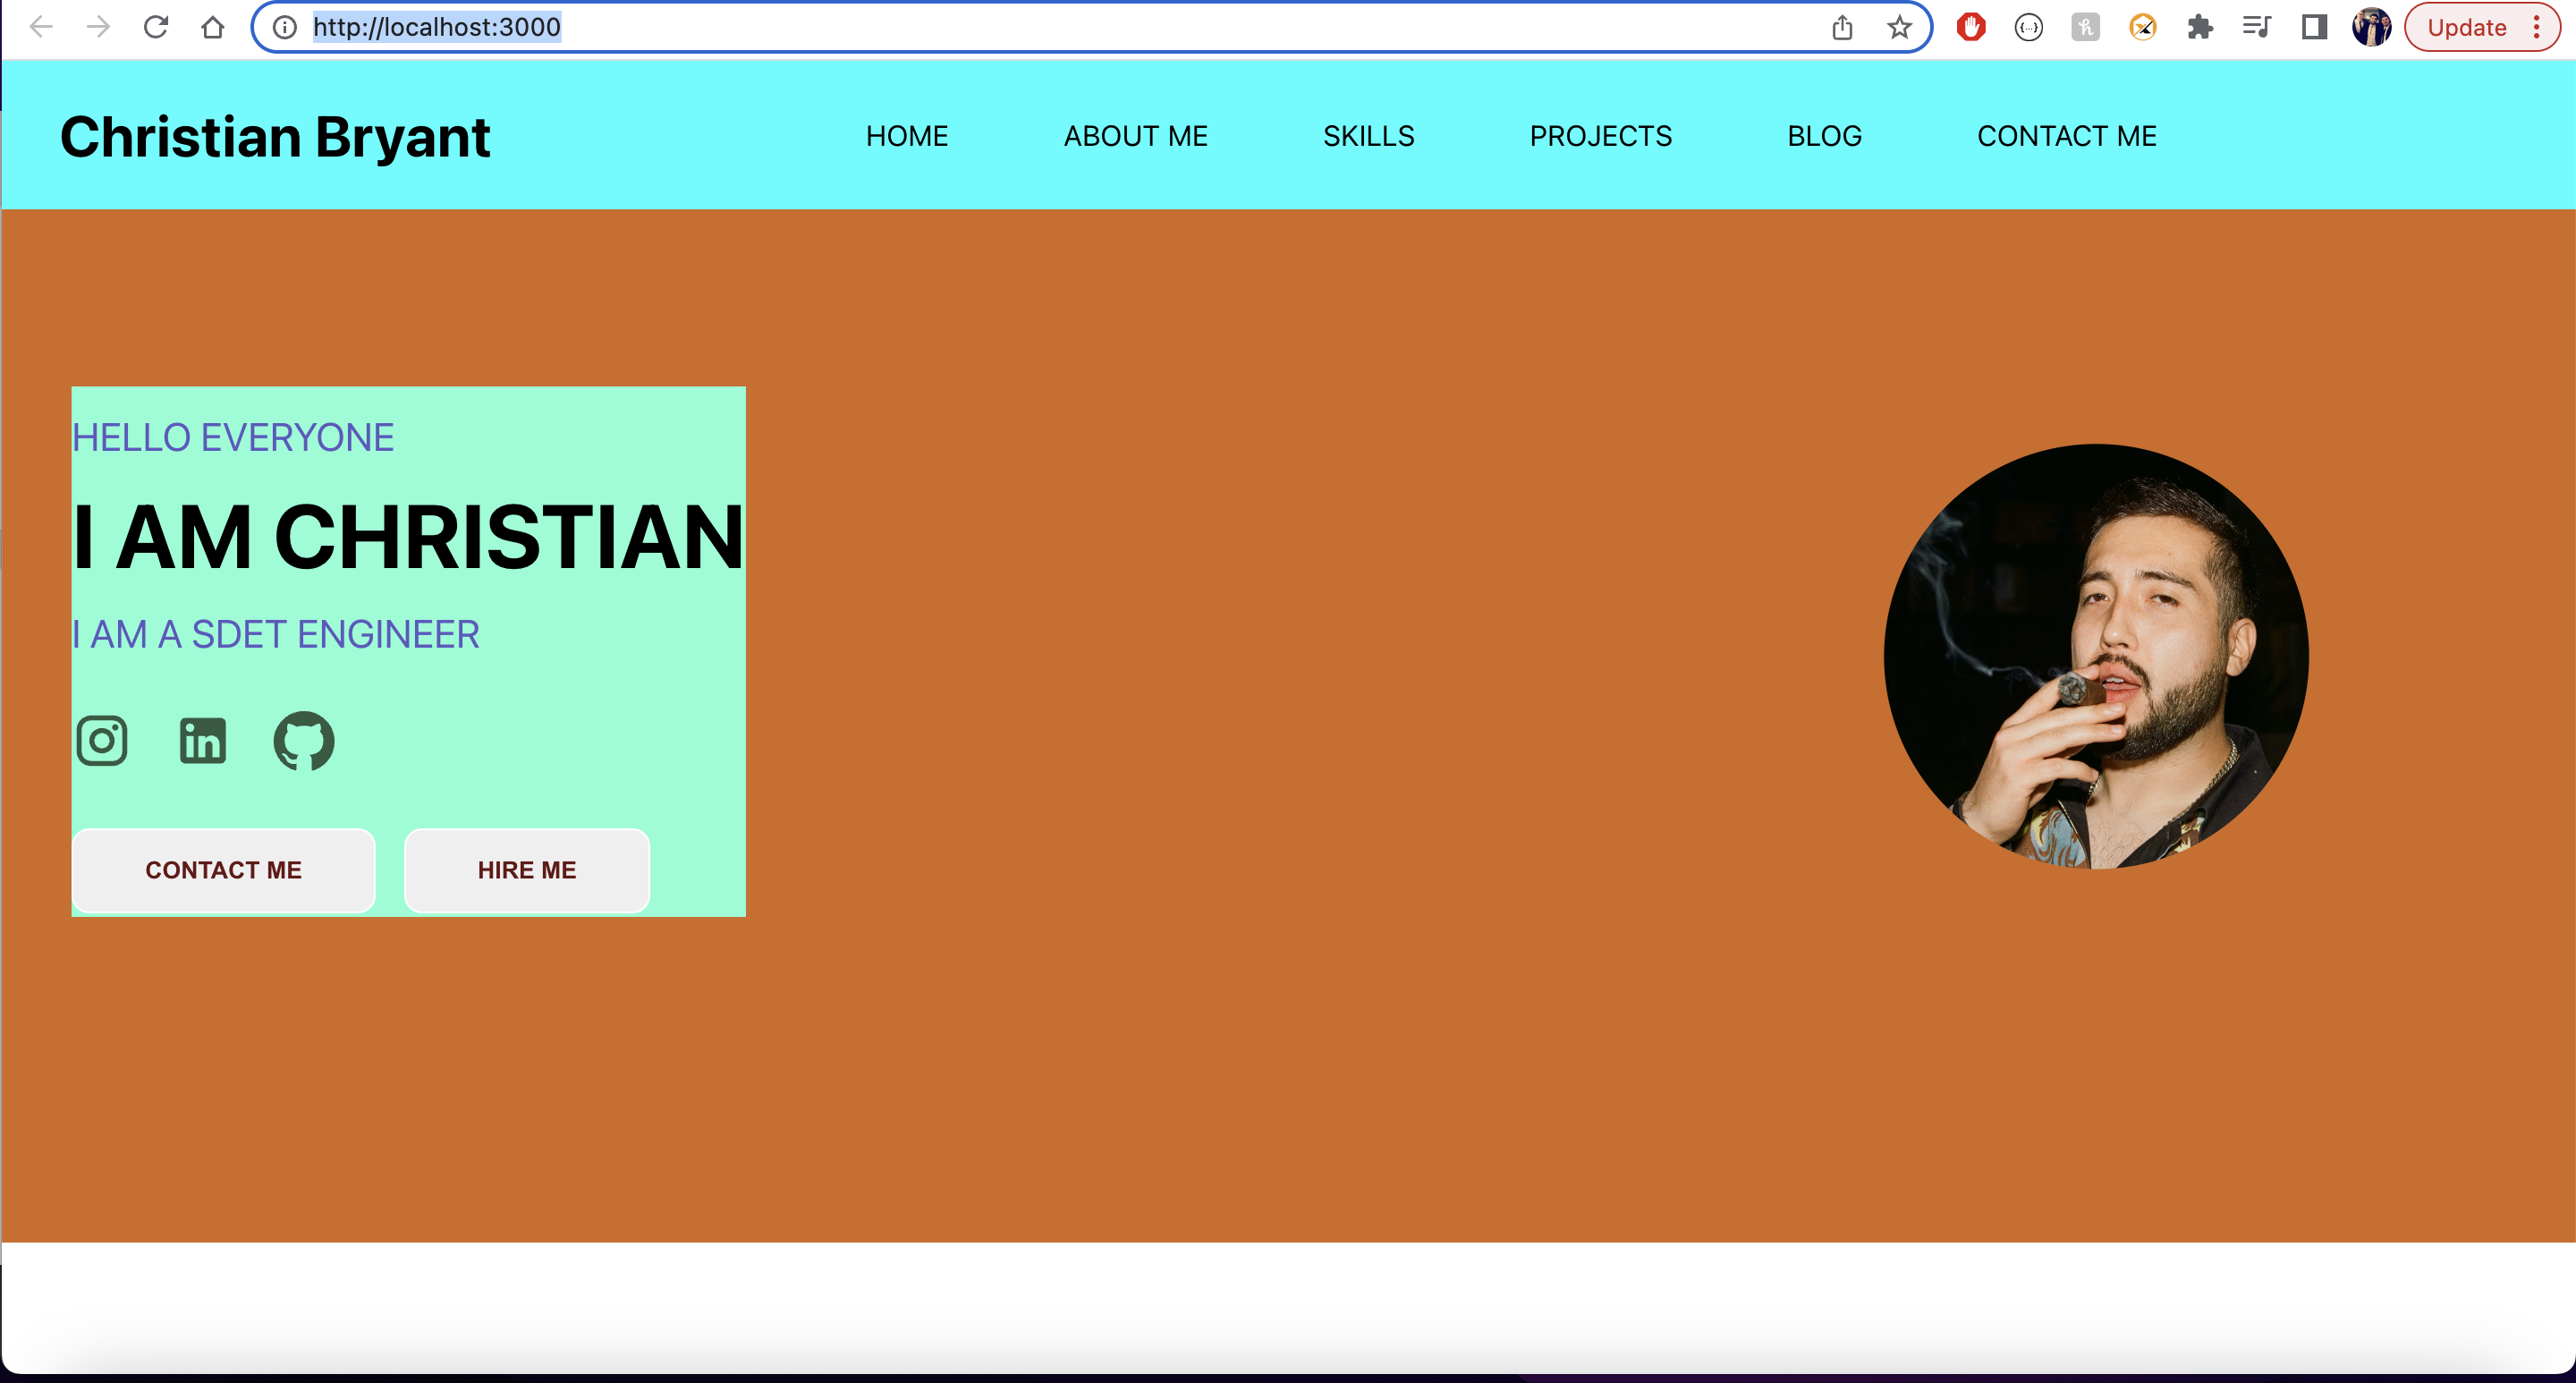 http://localhost:3000
Update
Christian Bryant
HOME ABOUT ME SKILLS PROJECTS BLOG CONTACT ME
HELLO EVERYONE
I AM CHRISTIAN
I AM A SDET ENGINEER
CONTACT ME HIRE ME